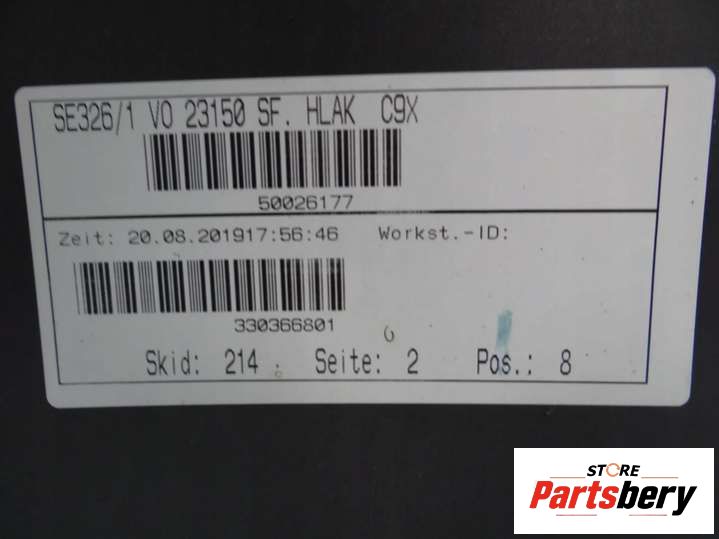 SE326/1 VO 23150 SF. HLAK C9X
50026177
Zeit: 20.08.201917:56:46 Workst.-ID:
330366801
Skid: 214 Seite: 2 Pos.: 8
STORE
Partsbery